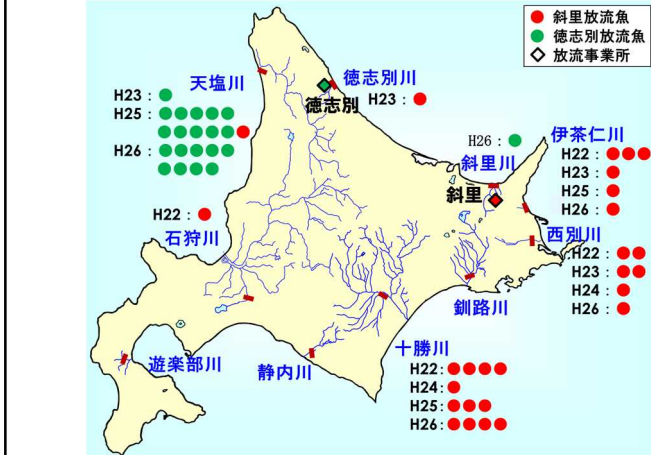 斜里放流魚
徳志別放流魚
放流事業所
天塩川
徳志別川
徳志別
H23：
H23：
H25：
H26：
H26：
伊茶仁川
H22：
H23：
H25：
H26：
斜里川
斜里
H22：
石狩川
西別川
H22：
H23：
H24：
H26：
釧路川
遊楽部川
静内川
十勝川
H22：
H24：
H25：
H26：